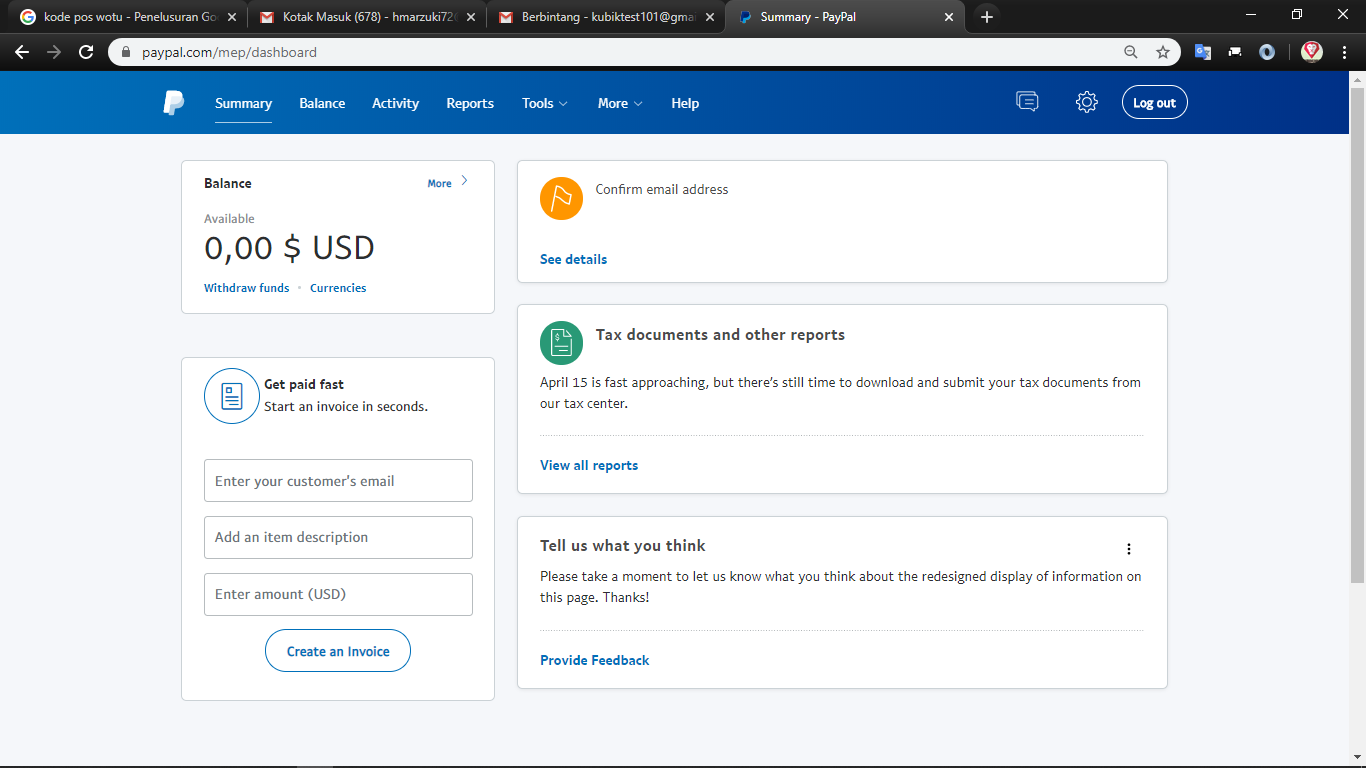 kode pos wotu - Penelusuran Go
Kotak Masuk (678) - hmarzuki72
Berbintang - kubiktest101@gma
Summary - PayPal
paypal.com/mep/dashboard
Summary
Balance
Activity
Reports
Tools
More
Help
Log out
Balance
More
Available
0,00 $ USD
Withdraw funds • Currencies
Get paid fast
Start an invoice in seconds.
Enter your customer's email
Add an item description
Enter amount (USD)
Create an Invoice
Confirm email address
See details
Tax documents and other reports
April 15 is fast approaching, but there's still time to download and submit your tax documents from
our tax center.
View all reports
Tell us what you think
Please take a moment to let us know what you think about the redesigned display of information on
this page. Thanks!
Provide Feedback